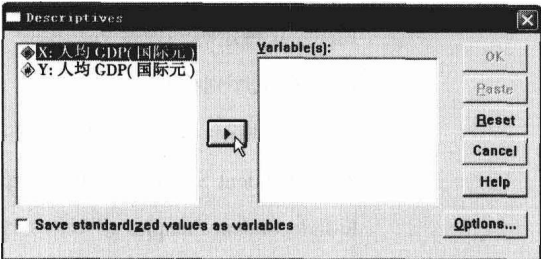 Descriptives
X: 人均 GDP( 国际元 )
Y: 人均 GDP( 国际元 )
Variable(s):
OK
Paste
Reset
Cancel
Help
Save standardized values as variables
Options...